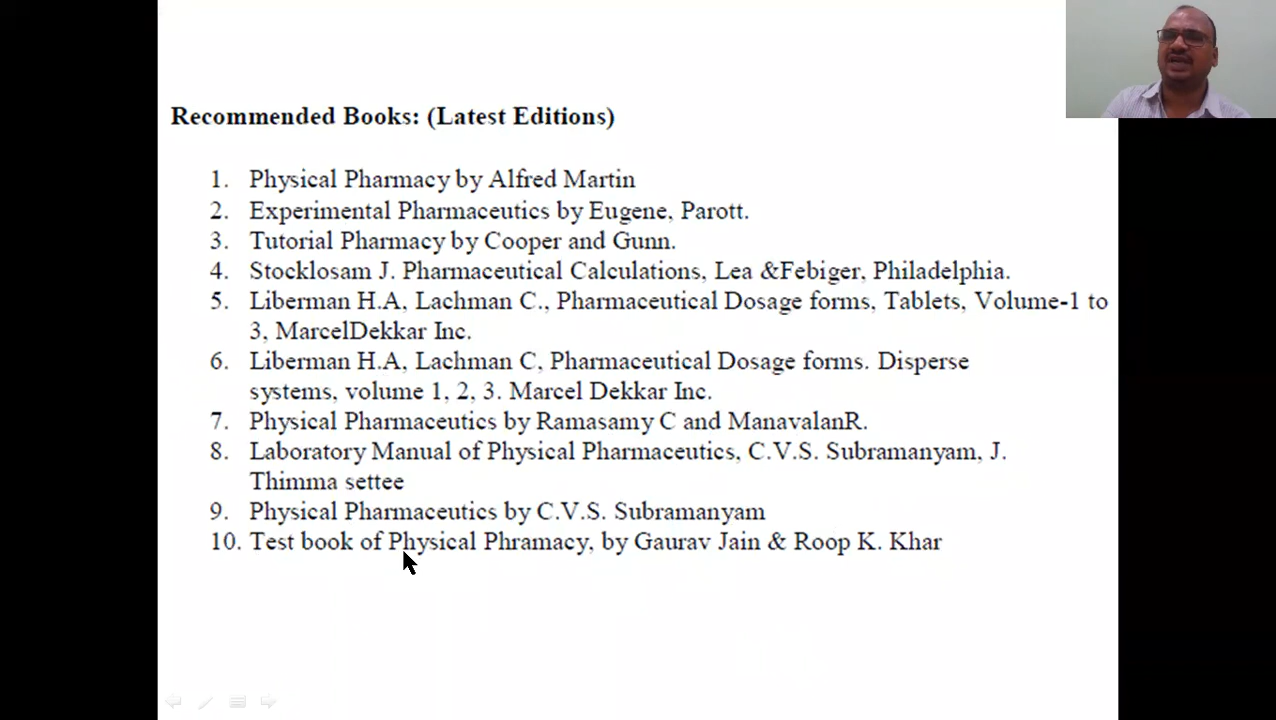 Recommended Books: (Latest Editions)
1. Physical Pharmacy by Alfred Martin
2. Experimental Pharmaceutics by Eugene, Parott.
3. Tutorial Pharmacy by Cooper and Gunn.
4. Stocklosam J. Pharmaceutical Calculations, Lea &Febiger, Philadelphia.
5. Liberman H.A, Lachman C., Pharmaceutical Dosage forms, Tablets, Volume-1 to
3, MarcelDekkar Inc.
6. Liberman H.A, Lachman C, Pharmaceutical Dosage forms. Disperse
systems, volume 1, 2, 3. Marcel Dekkar Inc.
7. Physical Pharmaceutics by Ramasamy C and ManavalanR.
8. Laboratory Manual of Physical Pharmaceutics, C.V.S. Subramanyam, J.
Thimma settee
9. Physical Pharmaceutics by C.V.S. Subramanyam
10. Test book of Physical Phramacy, by Gaurav Jain & Roop K. Khar